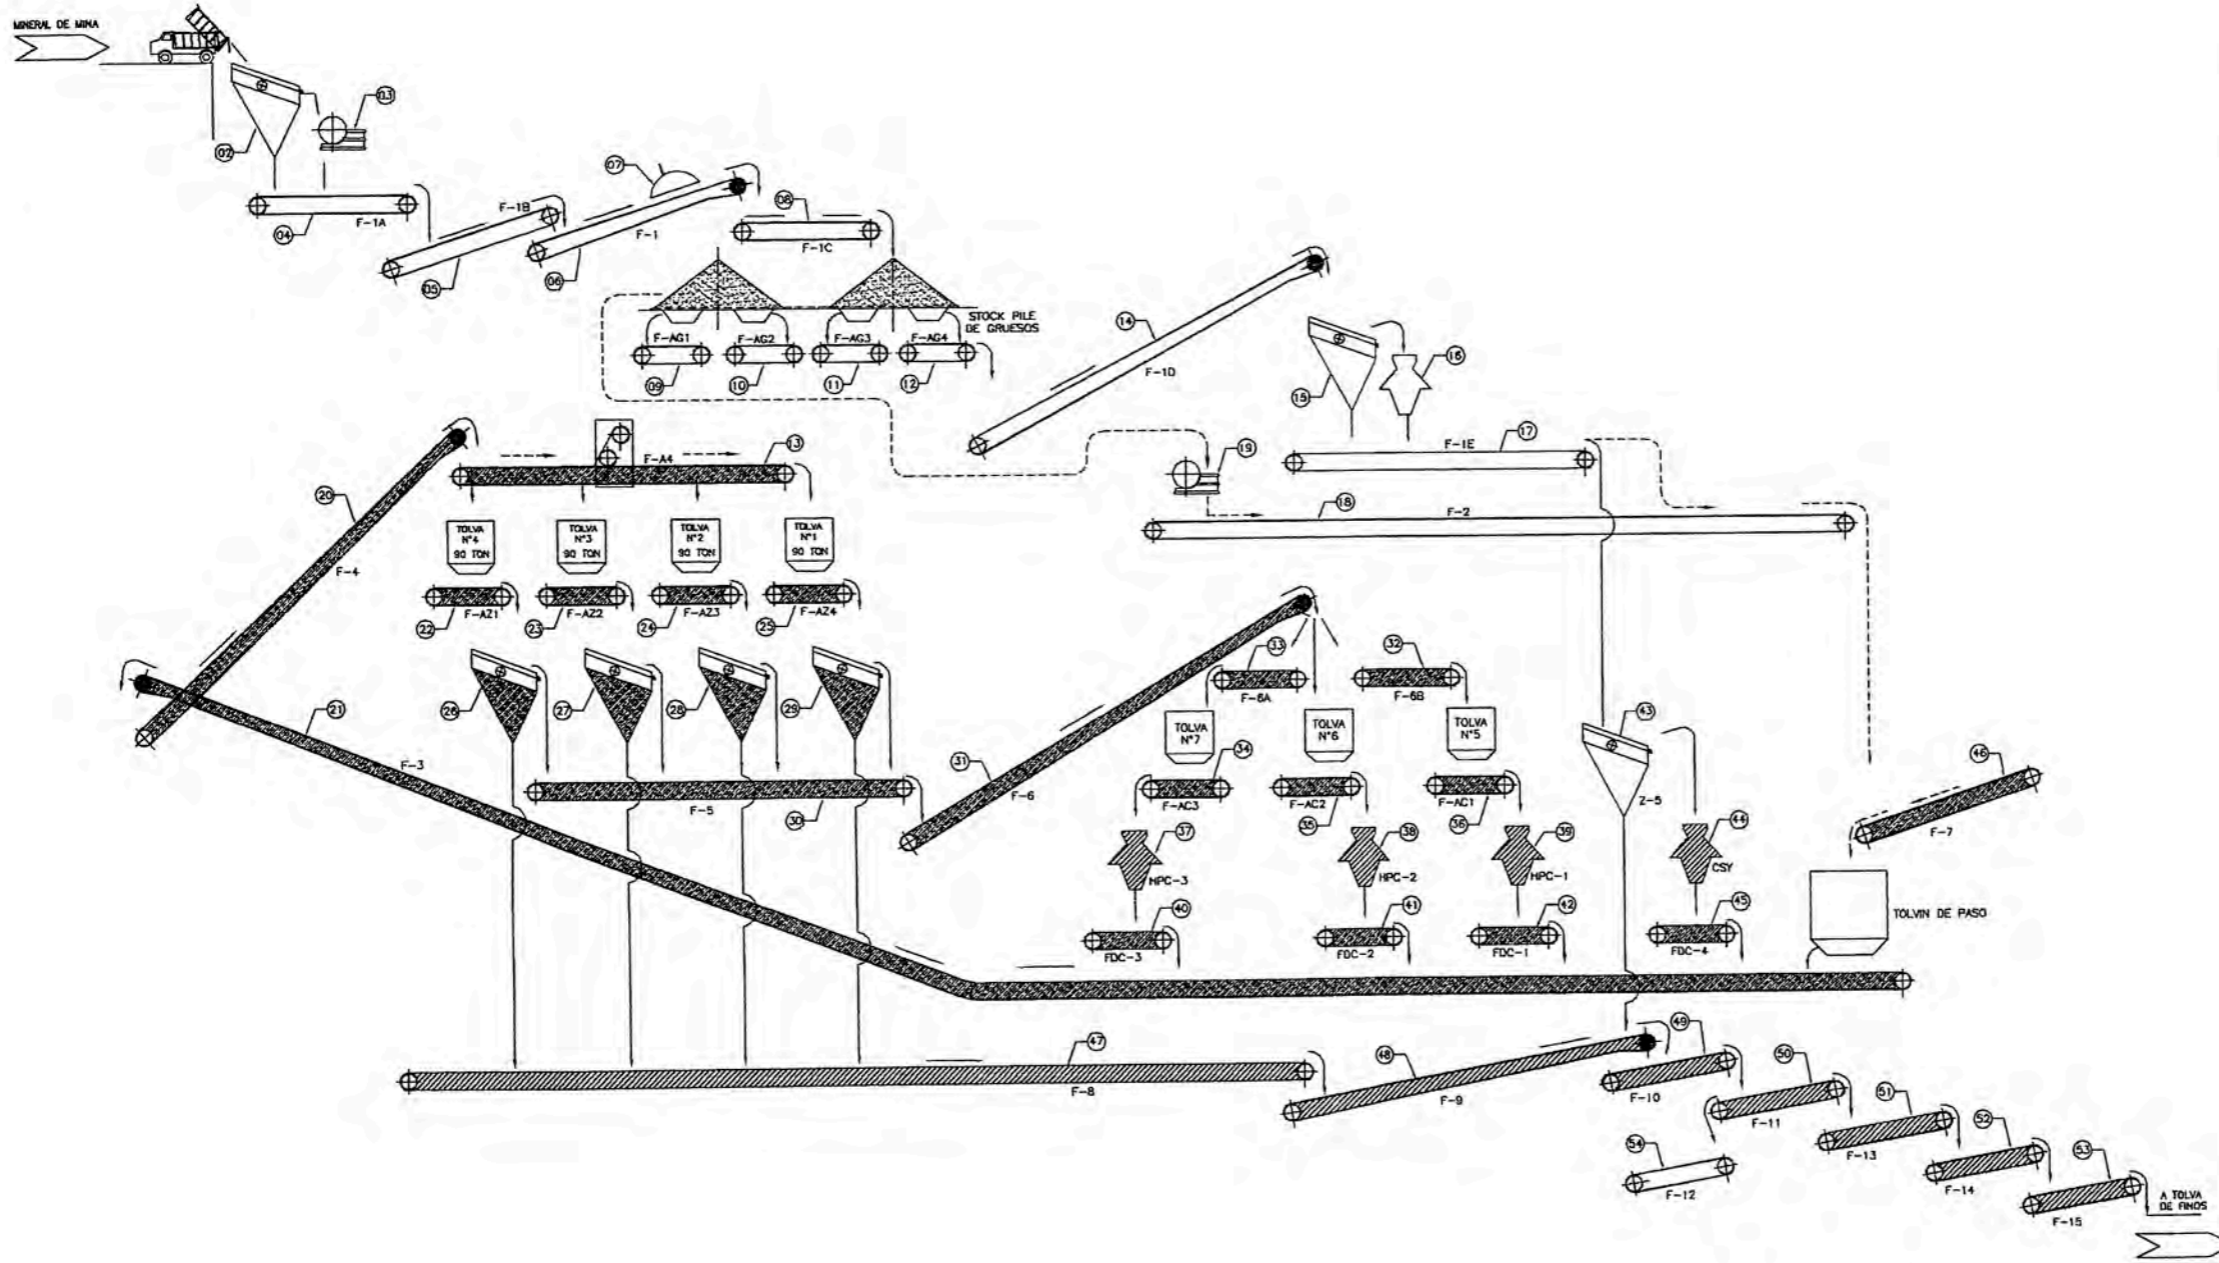 MINERAL DE MINA
03
02
07
F-1B
08
F-1A
04
F-1
F-1C
05
06
STOCK PILE
DE GRUESOS
F-AG1
F-AG2
F-AG3
F-AG4
09
10
11
12
14
F-1D
15
16
13
F-A4
F-1E
17
19
20
18
F-2
TOLVA
N°4
90 TON
TOLVA
N°3
90 TON
TOLVA
N°2
90 TON
TOLVA
N°1
90 TON
F-4
F-AZ1
F-AZ2
F-AZ3
F-AZ4
22
23
24
25
33
32
F-6A
F-6B
21
26
27
28
29
TOLVA
N°7
TOLVA
N°6
TOLVA
N°5
43
34
46
F-3
31
F-6
F-5
30
F-AC3
F-AC2
F-AC1
35
36
Z-5
37
38
39
44
F-7
HPC-3
HPC-2
HPC-1
CSY
40
41
42
45
TOLVIN DE PASO
FDC-3
FDC-2
FDC-1
FDC-4
47
48
49
50
F-8
F-9
F-10
F-11
51
52
53
54
F-13
F-12
F-14
F-15
A TOLVA
DE FINOS